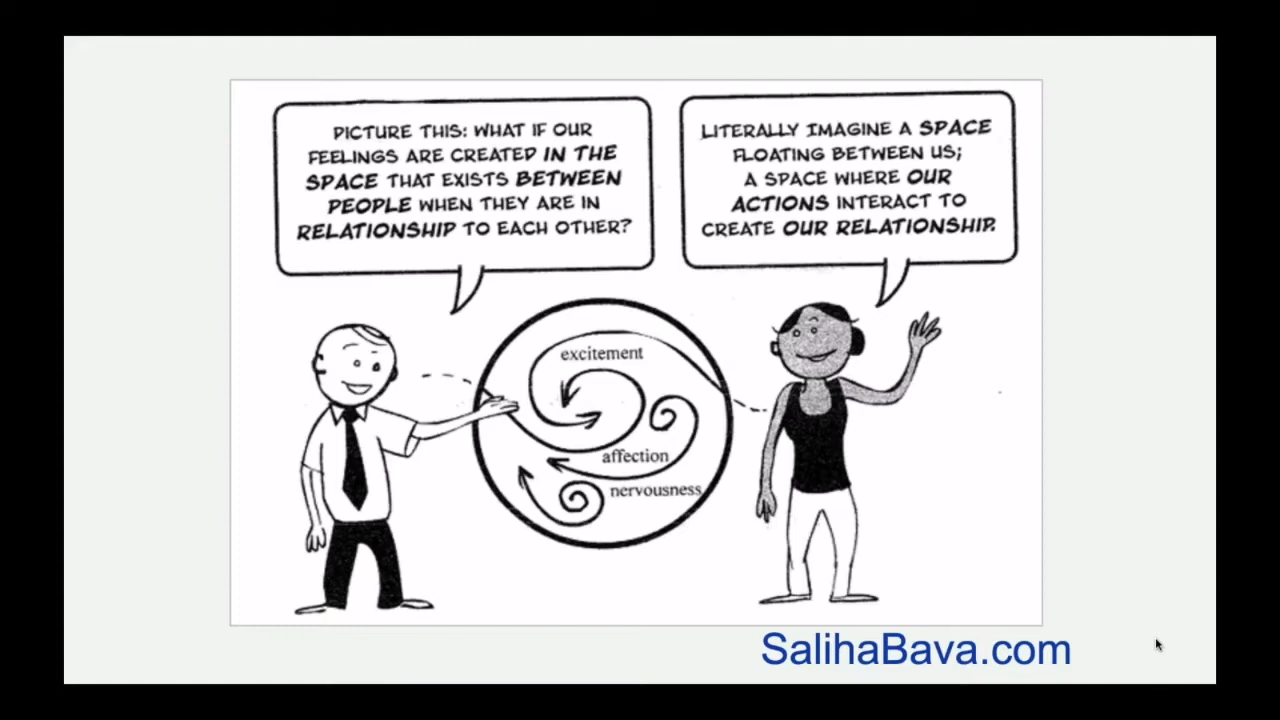 PICTURE THIS: WHAT IF OUR
FEELINGS ARE CREATED IN THE
SPACE THAT EXISTS BETWEEN
PEOPLE WHEN THEY ARE IN
RELATIONSHIP TO EACH OTHER?
LITERALLY IMAGINE A SPACE
FLOATING BETWEEN US;
A SPACE WHERE OUR
ACTIONS INTERACT TO
CREATE OUR RELATIONSHIP.
excitement
affection
nervousness
SalihaBava.com